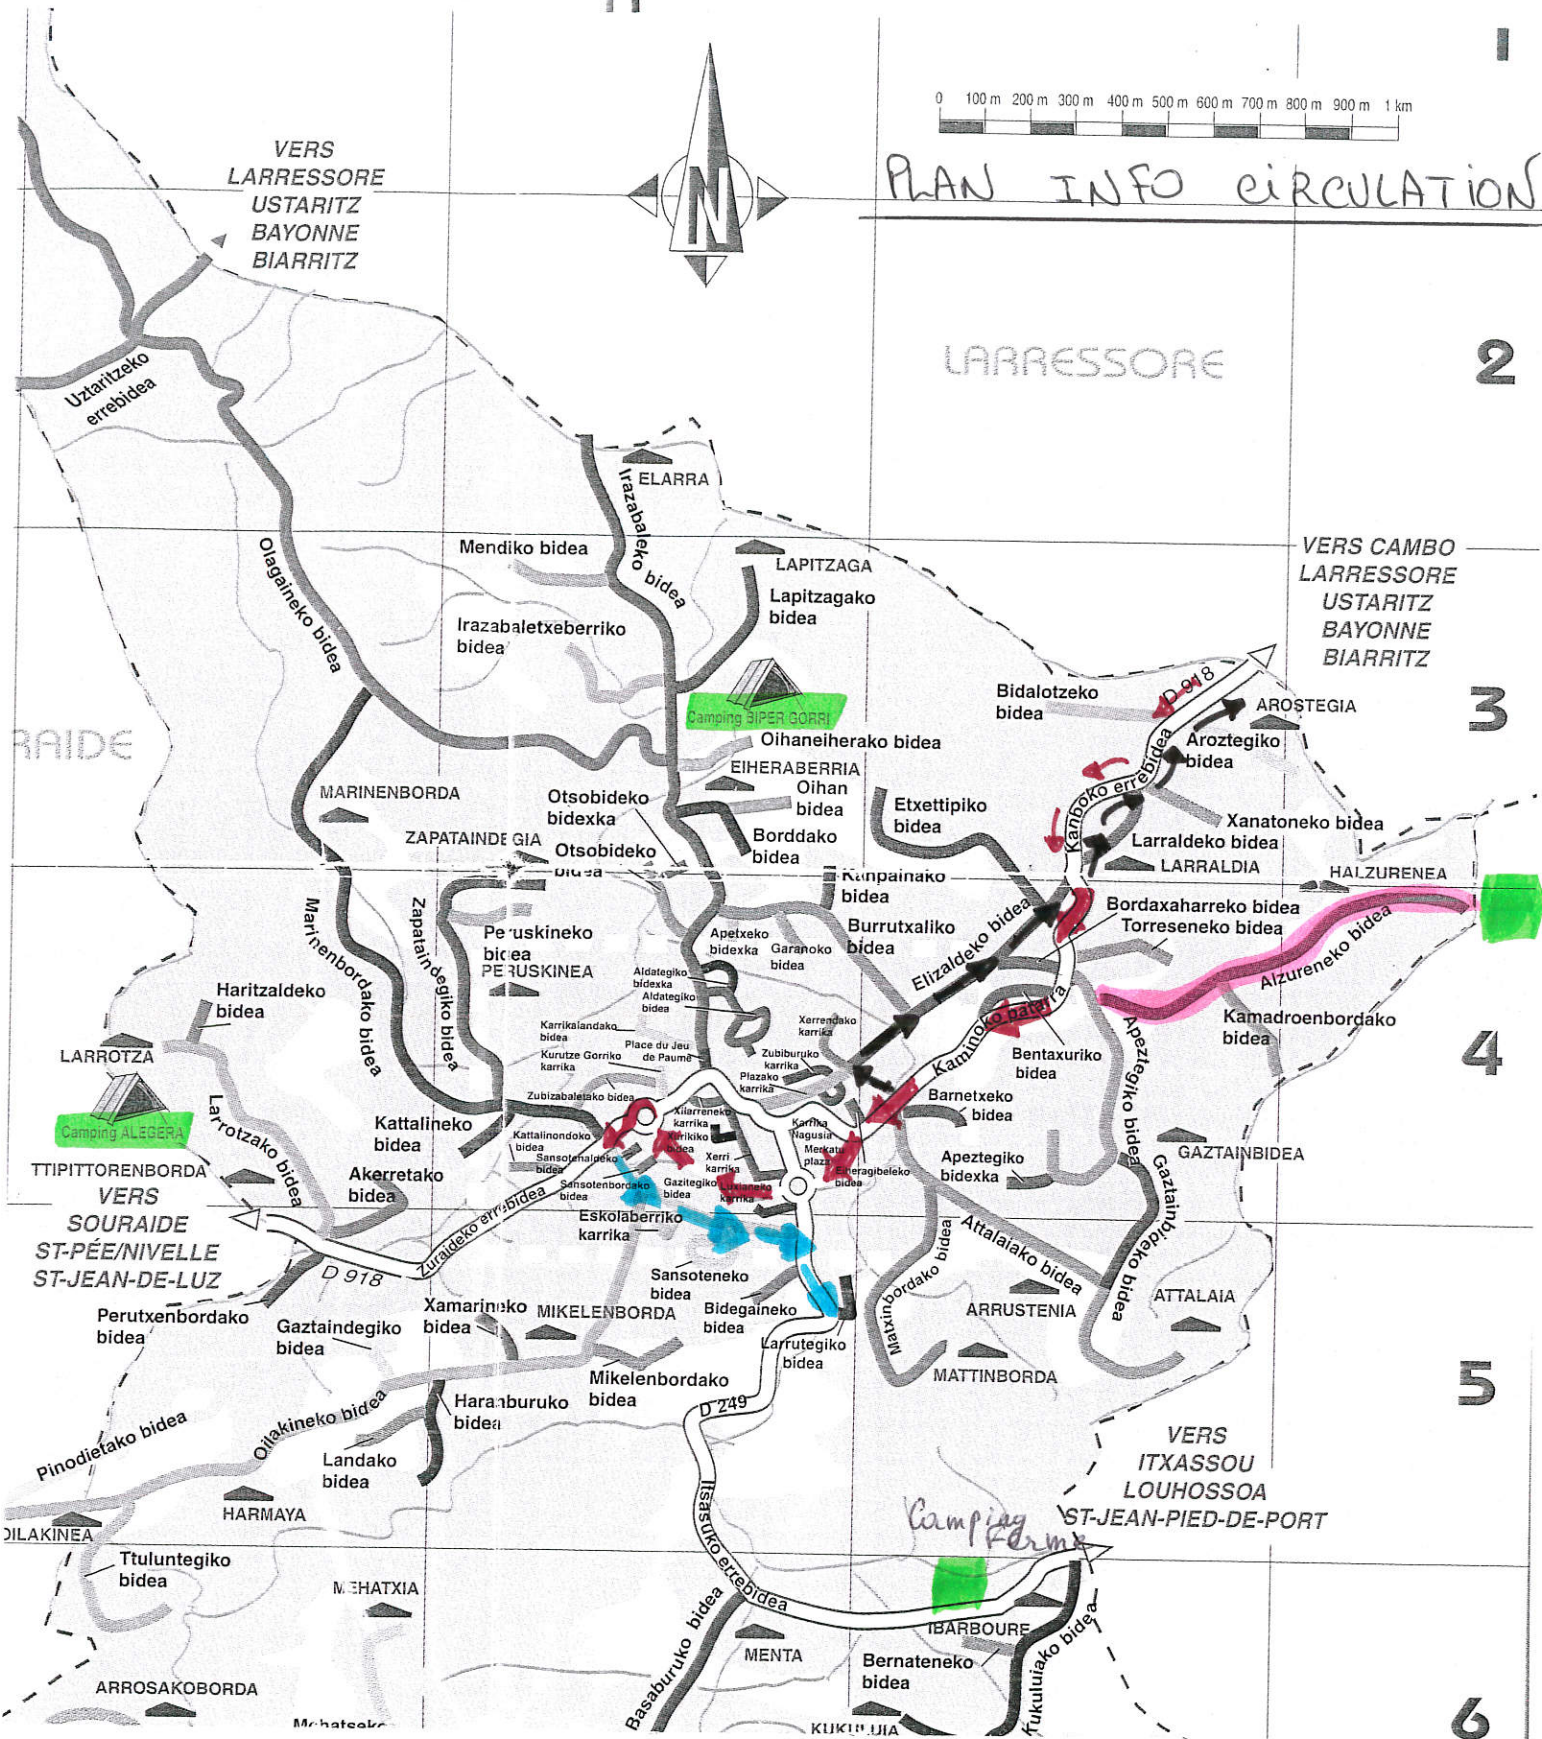 1
0 100 m 200 m 300 m 400 m 500 m 600 m 700 m 800 m 900 m 1 km
PLAN INFO CIRCULATION
VERS
LARRESSORE
USTARITZ
BAYONNE
BIARRITZ
N
LARRESSORE
2
Uztaritzeko
errebidea
ELARRA
Irazabaleko bidea
Mendiko bidea
LAPITZAGA
Lapitzagako
bidea
VERS CAMBO
LARRESSORE
USTARITZ
BAYONNE
BIARRITZ
Olagaineko bidea
Irazabaletxeberriko
bidea
Camping BIPER GORRI
Bidalotzeko
bidea
D 918
AROSTEGIA
3
RAIDE
Oihaneiherako bidea
Aroztegiko
bidea
EIHERABERRIA
Oihan
bidea
MARINENBORDA
Otsobideko
bidexka
Etxettipiko
bidea
Kanboko errebidea
Xanatoneko bidea
ZAPATAINDEGIA
Otsobideko
bidea
Borddako
bidea
Larraldeko bidea
LARRALDIA
HALZURENEA
Kanpainako
bidea
Marinenbordako bidea
Zapataindegiko bidea
Peruskineko
bidea
PERUSKINEA
Apetxeko
bidexka
Garanoko
bidea
Burrutxaliko
bidea
Elizaldeko bidea
Bordaxaharreko bidea
Torreseneko bidea
Alzureneko bidea
Haritzaldeko
bidea
Aldategiko
bidexka
Aldategiko
bidea
Kamadroenbordako
bidea
LARROTZA
Karrikalandako
bidea
Place du Jeu
de Paume
Xerrendako
karrika
Kaminoko patarra
Bentaxuriko
bidea
Apeztegiko bidea
4
Kurutze Gorriko
karrika
Zubiburuko
karrika
Plazako
karrika
Camping ALEGERA
Larrotzako bidea
Zubizabaletako bidea
Barnetxeko
bidea
Kattalineko
bidea
Kattalinondoko
bidea
Xilarreneko
karrika
Xerri
karrika
Karrika
Nagusia
Merkatu
plaza
GAZTAINBIDEA
TTIPITTORENBORDA
Akerretako
bidea
Sansotenaldeko
bidea
Sansotenbordako
bidea
Gazitegiko
bidea
Luxianeko
karrika
Eiheragibeleko
bidea
Apeztegiko
bidexka
Gaztainbideko bidea
VERS
SOURAIDE
ST-PÉE/NIVELLE
ST-JEAN-DE-LUZ
D 918
Zuraideko errebidea
Eskolaberriko
karrika
Matxinbordako bidea
Attalaiako bidea
Sansoteneko
bidea
ARRUSTENIA
ATTALAIA
Perutxenbordako
bidea
Gaztaindegiko
bidea
Xamarineko
bidea
MIKELENBORDA
Bidegaineko
bidea
Larrutegiko
bidea
MATTINBORDA
5
Mikelenbordako
bidea
D 249
Haranburuko
bidea
Pinodietako bidea
Oilakineko bidea
Landako
bidea
VERS
ITXASSOU
LOUHOSSOA
ST-JEAN-PIED-DE-PORT
HARMAYA
Camping
Ferme
OILAKINEA
Itsasuko errebidea
Ttuluntegiko
bidea
MEHATXIA
IBARBOURE
MENTA
Basaburuko bidea
Bernateneko
bidea
Kukuluiako bidea
ARROSAKOBORDA
6
KUKULUIA